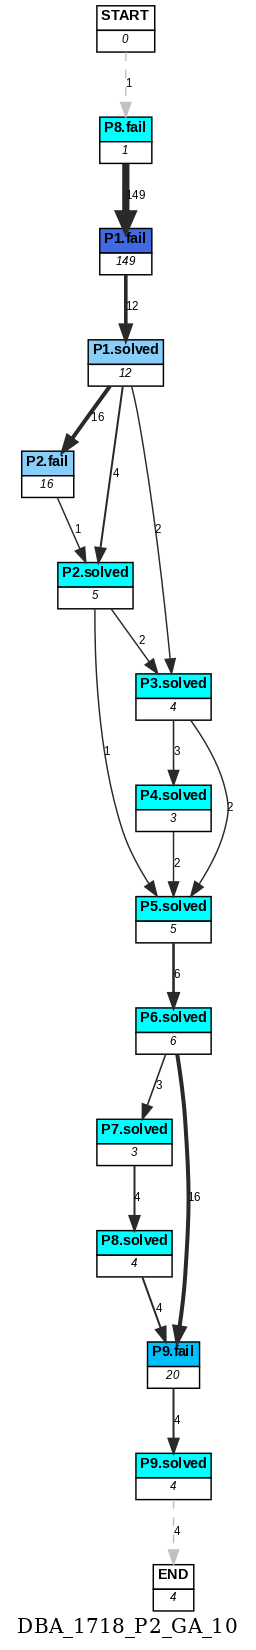 START
0
1
P8.fail
1
149
P1.fail
149
12
P1.solved
12
16
4
2
P2.fail
16
1
P2.solved
5
2
P3.solved
4
1
3
2
P4.solved
3
2
P5.solved
5
6
P6.solved
6
3
16
P7.solved
3
4
P8.solved
4
4
P9.fail
20
4
P9.solved
4
4
END
4
DBA_1718_P2_GA_10